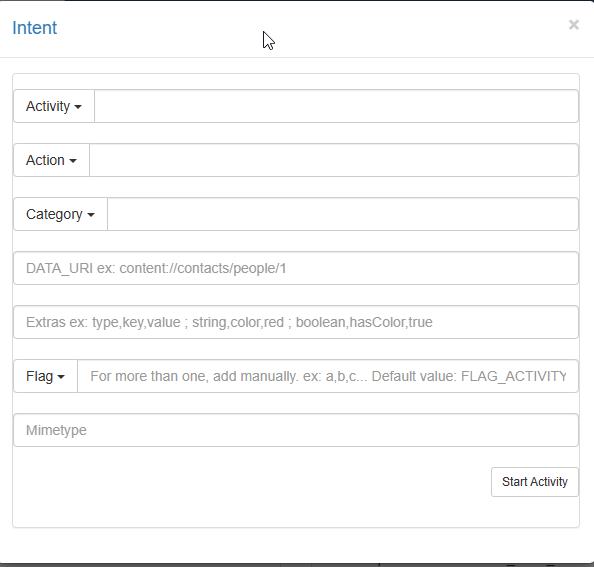 Intent
×
Activity
Action
Category
DATA_URI ex: content://contacts/people/1
Extras ex: type,key,value ; string,color,red ; boolean,hasColor,true
Flag For more than one, add manually. ex: a,b,c... Default value: FLAG_ACTIVITY
Mimetype
Start Activity